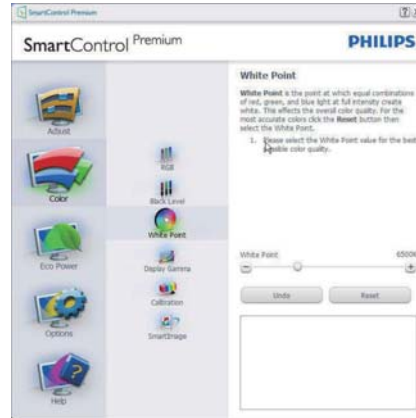 SmartControl Premium
SmartControl Premium
PHILIPS
Adjust
Color
Eco Power
Options
Help
RGB
Black Level
White Point
Display Gamma
Calibration
SmartImage
White Point
White Point is the point at which equal combinations
of red, green, and blue light at full intensity create
white. This effects the overall color quality. For the
most accurate colors click the Reset button then
select the White Point.
1. Please select the White Point value for the best
color quality.
White Point
6500K
Undo
Reset